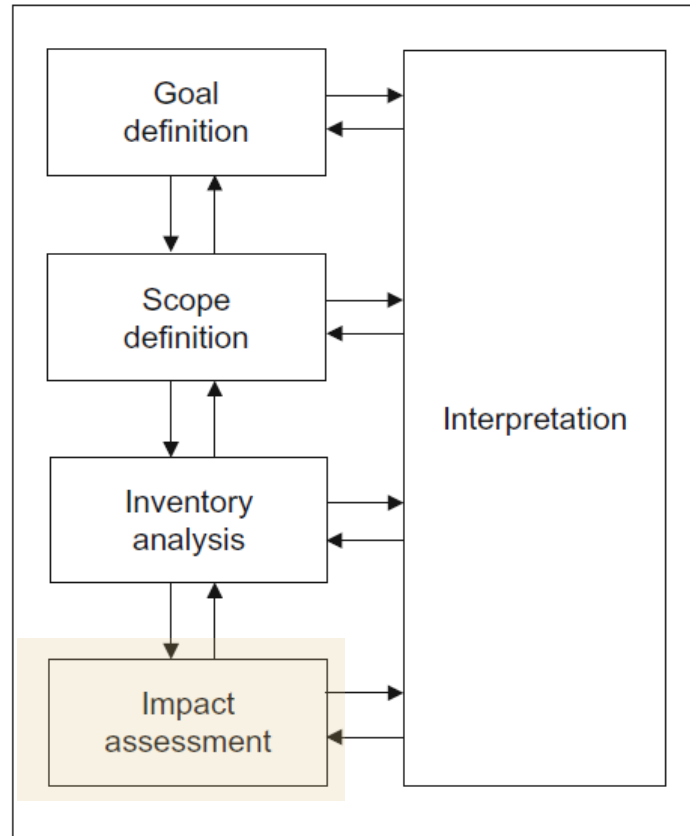 Goal
definition
Scope
definition
Interpretation
Inventory
analysis
Impact
assessment